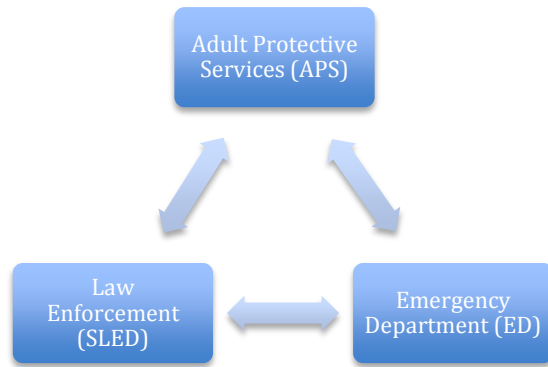 Adult Protective
Services (APS)
Law
Enforcement
(SLED)
Emergency
Department (ED)